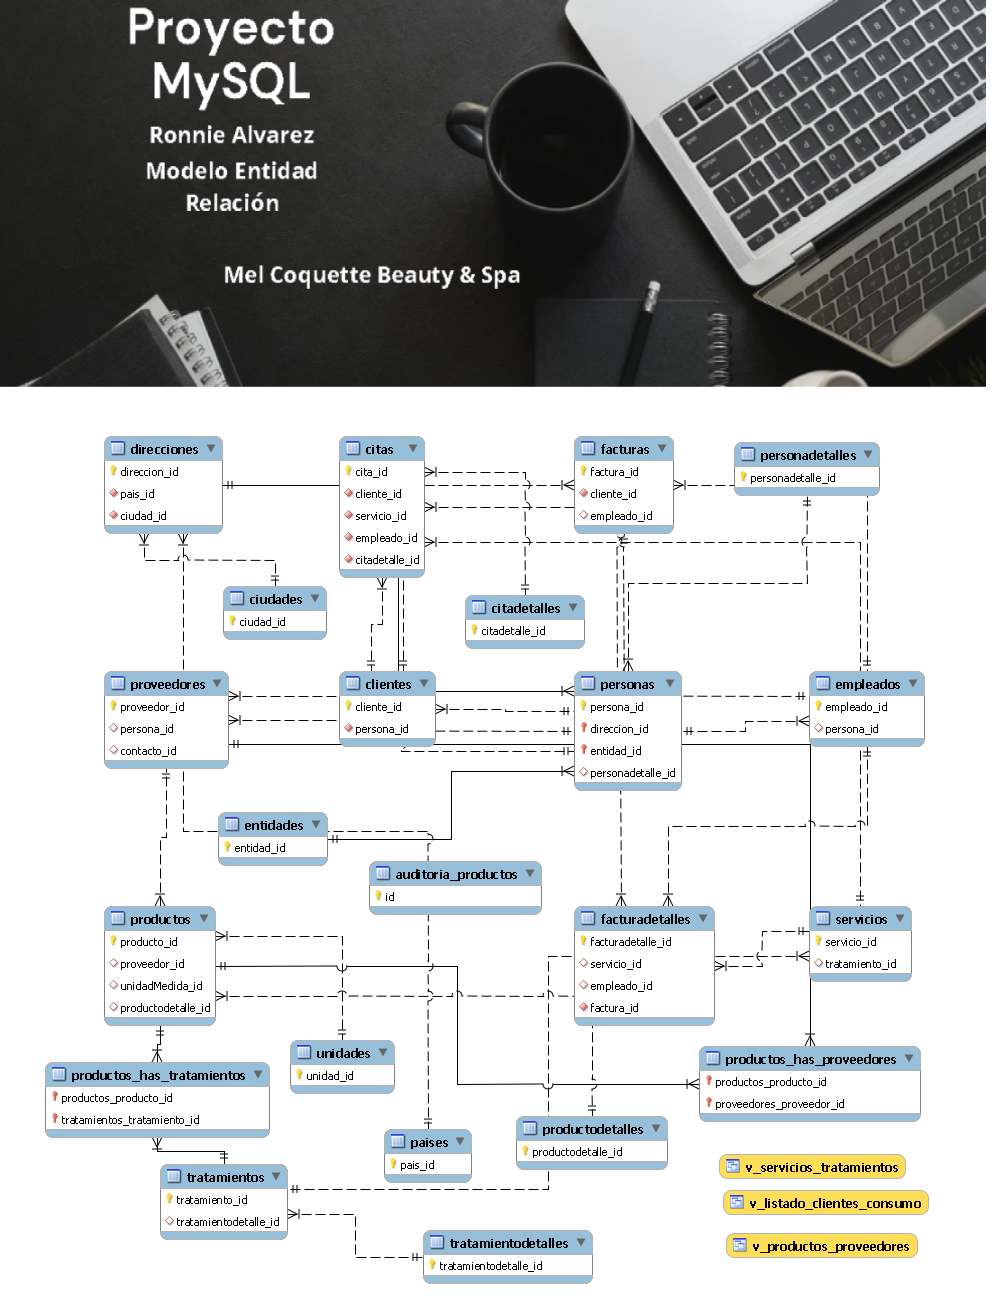 Proyecto
MySQL
Ronnie Alvarez
Modelo Entidad
Relación
Mel Coquette Beauty & Spa
direcciones
direccion_id
pais_id
ciudad_id
citas
cita_id
cliente_id
servicio_id
empleado_id
citadetalle_id
facturas
factura_id
cliente_id
empleado_id
personadetalles
personadetalle_id
ciudades
ciudad_id
citadetalles
citadetalle_id
proveedores
proveedor_id
persona_id
contacto_id
clientes
cliente_id
persona_id
personas
persona_id
direccion_id
entidad_id
personadetalle_id
empleados
empleado_id
persona_id
entidades
entidad_id
auditoria_productos
id
productos
producto_id
proveedor_id
unidadMedida_id
productodetalle_id
facturadetalles
facturadetalle_id
servicio_id
empleado_id
factura_id
servicios
servicio_id
tratamiento_id
unidades
unidad_id
productos_has_proveedores
productos_producto_id
proveedores_proveedor_id
productos_has_tratamientos
productos_producto_id
tratamientos_tratamiento_id
paises
pais_id
productodetalles
productodetalle_id
tratamientos
tratamiento_id
tratamientodetalle_id
tratamientodetalles
tratamientodetalle_id
v_servicios_tratamientos
v_listado_clientes_consumo
v_productos_proveedores